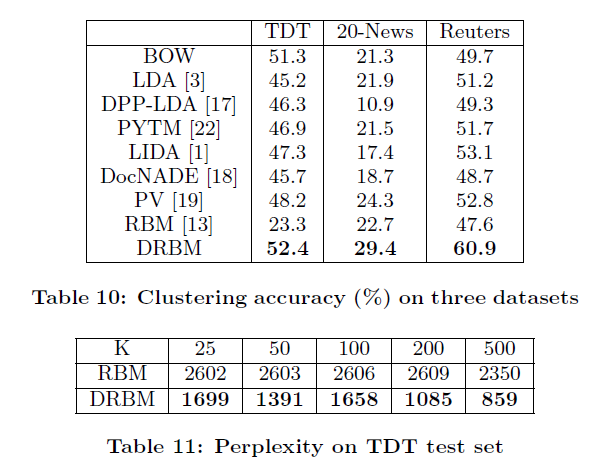 TDT 20-News Reuters
BOW 51.3 21.3 49.7
LDA [3] 45.2 21.9 51.2
DPP-LDA [17] 46.3 10.9 49.3
PYTM [22] 46.9 21.5 51.7
LIDA [1] 47.3 17.4 53.1
DocNADE [18] 45.7 18.7 48.7
PV [19] 48.2 24.3 52.8
RBM [13] 23.3 22.7 47.6
DRBM 52.4 29.4 60.9
Table 10: Clustering accuracy (%) on three datasets
K 25 50 100 200 500
RBM 2602 2603 2606 2609 2350
DRBM 1699 1391 1658 1085 859
Table 11: Perplexity on TDT test set